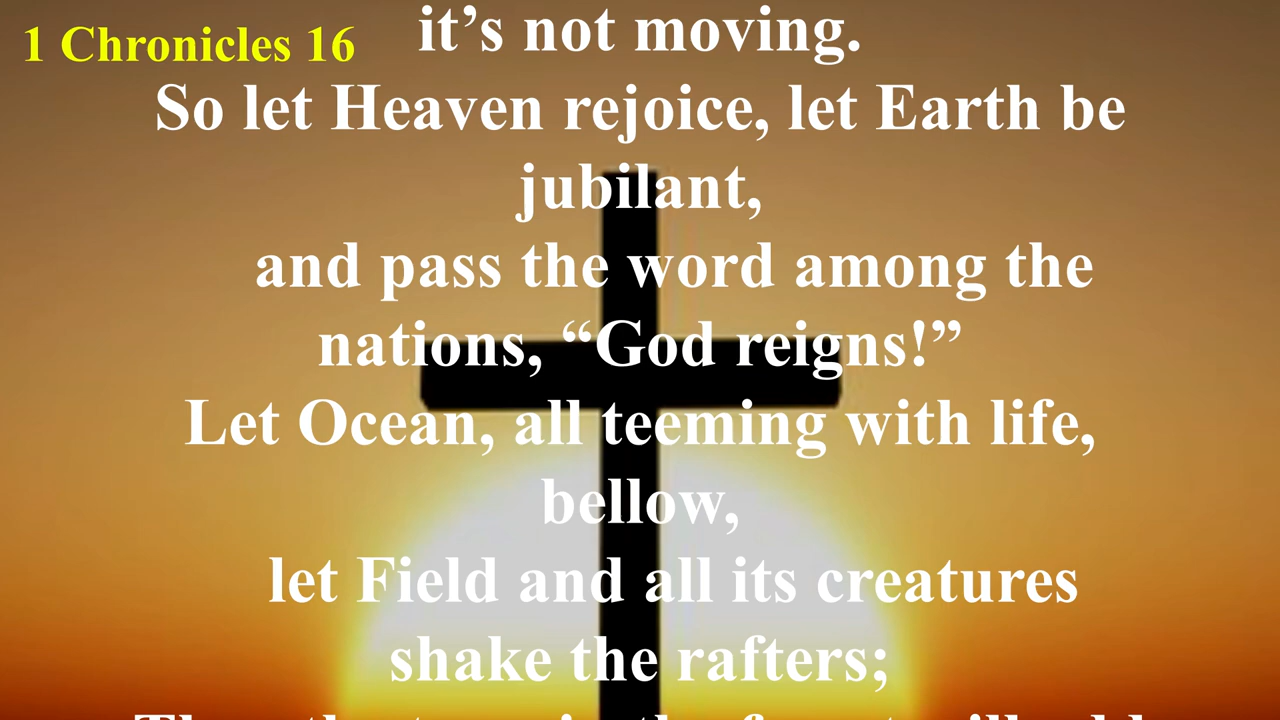 1 Chronicles 16
it’s not moving.
So let Heaven rejoice, let Earth be
jubilant,
and pass the word among the
nations, “God reigns!”
Let Ocean, all teeming with life,
bellow,
let Field and all its creatures
shake the rafters;